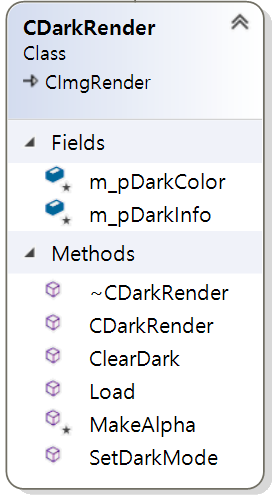 CDarkRender
Class
CImgRender
Fields
m_pDarkColor
m_pDarkInfo
Methods
~CDarkRender
CDarkRender
ClearDark
Load
MakeAlpha
SetDarkMode